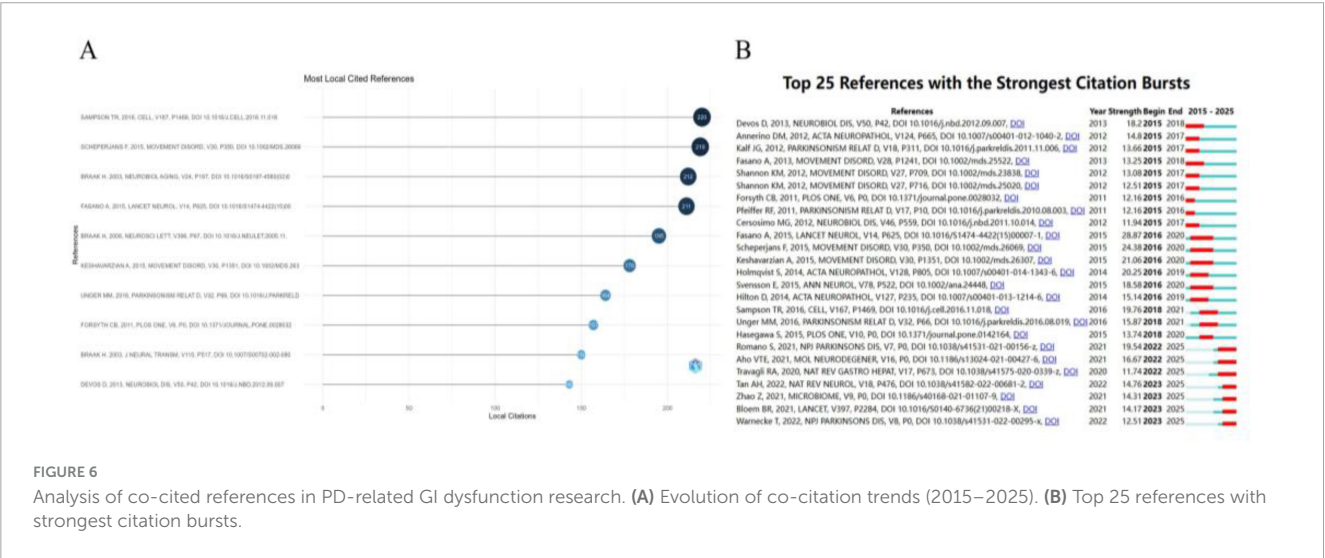 A
Most Local Cited References
References
SAMPSON TR, 2016, CELL, V167, P1469, DOI 10.1016/J.CELL.2016.11.018
SCHEPERJANS F, 2015, MOVEMENT DISORD, V30, P350, DOI 10.1002/MDS.26069
BRAAK H, 2003, NEUROBIOL AGING, V24, P197,
FASANO A, 2015, LANCET NEUROL, V14, P625,
BRAAK H, 2006, NEUROSCI LETT, V396, P67,
KESHAVARZIAN A, 2015, MOVEMENT DISORD, V30, P1351,
UNGER MM, 2016, PARKINSONISM RELAT D, V32, P66,
FORSYTH CB, 2011, PLOS ONE, V6, P0,
BRAAK H, 2003, J NEURAL TRANSM, V110, P517,
DEVOS D, 2013, NEUROBIOL DIS, V50, P42,
219
212
211
0 50 100 150 200
Local Citations
B
Top 25 References with the Strongest Citation Bursts
References Year Strength Begin End 2015 - 2025
Devos D, 2013, NEUROBIOL DIS, V50, P42, DOI 10.1016/j.nbd.2012.09.007, DOI 2013 18.2 2015 2018
Annerino DM, 2012, ACTA NEUROPATHOL, V124, P665, DOI 10.1007/s00401-012-1040-2, DOI 2012 14.8 2015 2017
Kalf JG, 2012, PARKINSONISM RELAT D, V18, P311, DOI 10.1016/j.parkreldis.2011.11.006, DOI 2012 13.66 2015 2017
Fasano A, 2013, MOVEMENT DISORD, V28, P1241, DOI 10.1002/mds.25522, DOI 2013 13.25 2015 2018
Shannon KM, 2012, MOVEMENT DISORD, V27, P709, DOI 10.1002/mds.23838, DOI 2012 13.08 2015 2017
Shannon KM, 2012, MOVEMENT DISORD, V27, P716, DOI 10.1002/mds.25020, DOI 2012 12.51 2015 2017
Forsyth CB, 2011, PLOS ONE, V6, P0, DOI 10.1371/journal.pone.0028032, DOI 2011 12.16 2015 2016
Pfeiffer RF, 2011, PARKINSONISM RELAT D, V17, P10, DOI 10.1016/j.parkreldis.2010.08.003, DOI 2011 12.16 2015 2016
Cersosimo MG, 2012, NEUROBIOL DIS, V46, P559, DOI 10.1016/j.nbd.2011.10.014, DOI 2012 11.94 2015 2017
Fasano A, 2015, LANCET NEUROL, V14, P625, DOI 10.1016/S1474-4422(15)00007-1, DOI 2015 28.87 2016 2020
Scheperjans F, 2015, MOVEMENT DISORD, V30, P350, DOI 10.1002/mds.26069, DOI 2015 24.38 2016 2020
Keshavarzian A, 2015, MOVEMENT DISORD, V30, P1351, DOI 10.1002/mds.26307, DOI 2015 21.06 2016 2020
Holmqvist S, 2014, ACTA NEUROPATHOL, V128, P805, DOI 10.1007/s00401-014-1343-6, DOI 2014 20.25 2016 2019
Svensson E, 2015, ANN NEUROL, V78, P522, DOI 10.1002/ana.24448, DOI 2015 18.58 2016 2020
Hilton D, 2014, ACTA NEUROPATHOL, V127, P235, DOI 10.1007/s00401-013-1214-6, DOI 2014 15.14 2016 2019
Sampson TR, 2016, CELL, V167, P1469, DOI 10.1016/j.cell.2016.11.018, DOI 2016 19.76 2018 2021
Unger MM, 2016, PARKINSONISM RELAT D, V32, P66, DOI 10.1016/j.parkreldis.2016.08.019, DOI 2016 15.87 2018 2021
Hasegawa S, 2015, PLOS ONE, V10, P0, DOI 10.1371/journal.pone.0142164, DOI 2015 13.74 2018 2020
Romano S, 2021, NPJ PARKINSONS DIS, V7, P0, DOI 10.1038/s41531-021-00156-z, DOI 2021 19.54 2022 2025
Aho VTE, 2021, MOL NEURODEGENER, V16, P0, DOI 10.1186/s13024-021-00427-6, DOI 2021 16.67 2022 2025
Travagli RA, 2020, NAT REV GASTRO HEPAT, V17, P673, DOI 10.1038/s41575-020-0339-z, DOI 2020 11.74 2022 2025
Tan AH, 2022, NAT REV NEUROL, V18, P476, DOI 10.1038/s41582-022-00681-2, DOI 2022 14.76 2023 2025
Zhao Z, 2021, MICROBIOME, V9, P0, DOI 10.1186/s40168-021-01107-9, DOI 2021 14.31 2023 2025
Bloem BR, 2021, LANCET, V397, P2284, DOI 10.1016/S0140-6736(21)00218-X, DOI 2021 14.17 2023 2025
Warnecke T, 2022, NPJ PARKINSONS DIS, V8, P0, DOI 10.1038/s41531-022-00295-x, DOI 2022 12.51 2023 2025
FIGURE 6
Analysis of co-cited references in PD-related GI dysfunction research. (A) Evolution of co-citation trends (2015–2025). (B) Top 25 references with
strongest citation bursts.